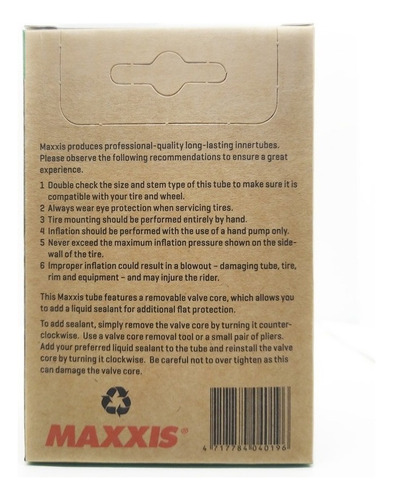 Maxxis produces professional-quality long-lasting innertubes.
Please observe the following recommendations to ensure a great
experience.
1 Double check the size and stem type of this tube to make sure it is
compatible with your tire and wheel.
2 Always wear eye protection when servicing tires.
3 Tire mounting should be performed entirely by hand.
4 Inflation should be performed with the use of a hand pump only.
5 Never exceed the maximum inflation pressure shown on the side-
wall of the tire.
6 Improper inflation could result in a blowout – damaging tube, tire,
rim and equipment – and may injure the rider.
This Maxxis tube features a removable valve core, which allows you
to add a liquid sealant for additional flat protection.
To add sealant, simply remove the valve core by turning it counter-
clockwise. Use a valve core removal tool or a small pair of pliers.
Add your preferred liquid sealant to the tube and reinstall the valve
core by turning it clockwise. Be careful not to over tighten as this
can damage the valve core.
MAXXIS®
4 717784 040196